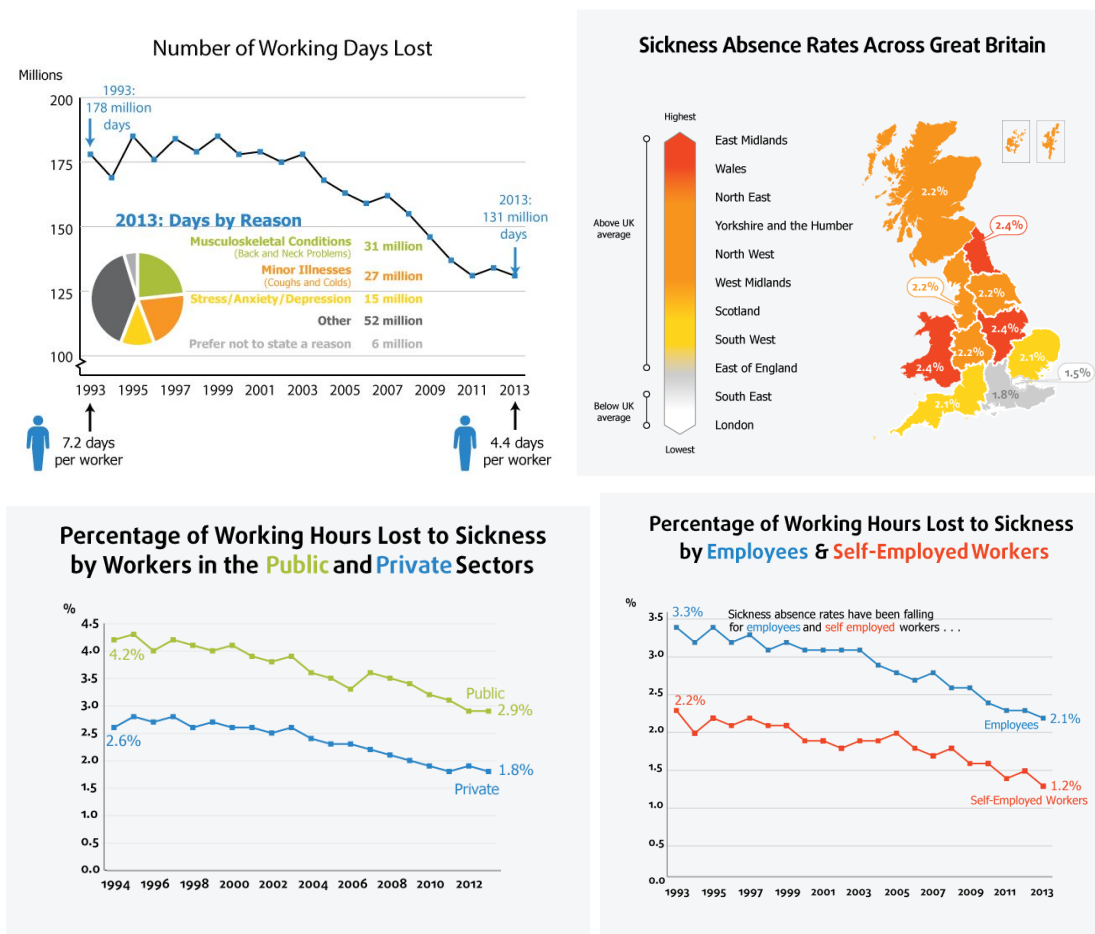 Number of Working Days Lost
Millions
200
175
150
125
100
1993:
178 million
days
2013:
131 million
days
2013: Days by Reason
Musculoskeletal Conditions 31 million
(Back and Neck Problems)
Minor Illnesses 27 million
(Coughs and Colds)
Stress/Anxiety/Depression 15 million
Other 52 million
Prefer not to state a reason 6 million
1993 1995 1997 1999 2001 2003 2005 2007 2009 2011 2013
7.2 days
per worker
4.4 days
per worker
Sickness Absence Rates Across Great Britain
Highest
East Midlands
Wales
North East
Yorkshire and the Humber
North West
West Midlands
Scotland
South West
East of England
South East
London
Lowest
Above UK
average
Below UK
average
2.2%
2.4%
2.2%
2.2%
2.4%
2.2%
2.1%
2.4%
1.5%
1.8%
2.1%
Percentage of Working Hours Lost to Sickness
by Workers in the Public and Private Sectors
%
4.5
4.0
3.5
3.0
2.5
2.0
1.5
1.0
0.5
0.0
4.2%
Public
2.9%
2.6%
1.8%
Private
1994 1996 1998 2000 2002 2004 2006 2008 2010 2012
Percentage of Working Hours Lost to Sickness
by Employees & Self-Employed Workers
%
3.5
3.0
2.5
2.0
1.5
1.0
0.5
0.0
3.3%
Sickness absence rates have been falling
for employees and self employed workers . . .
2.2%
Employees
2.1%
1.2%
Self-Employed Workers
1993 1995 1997 1999 2001 2003 2005 2007 2009 2011 2013